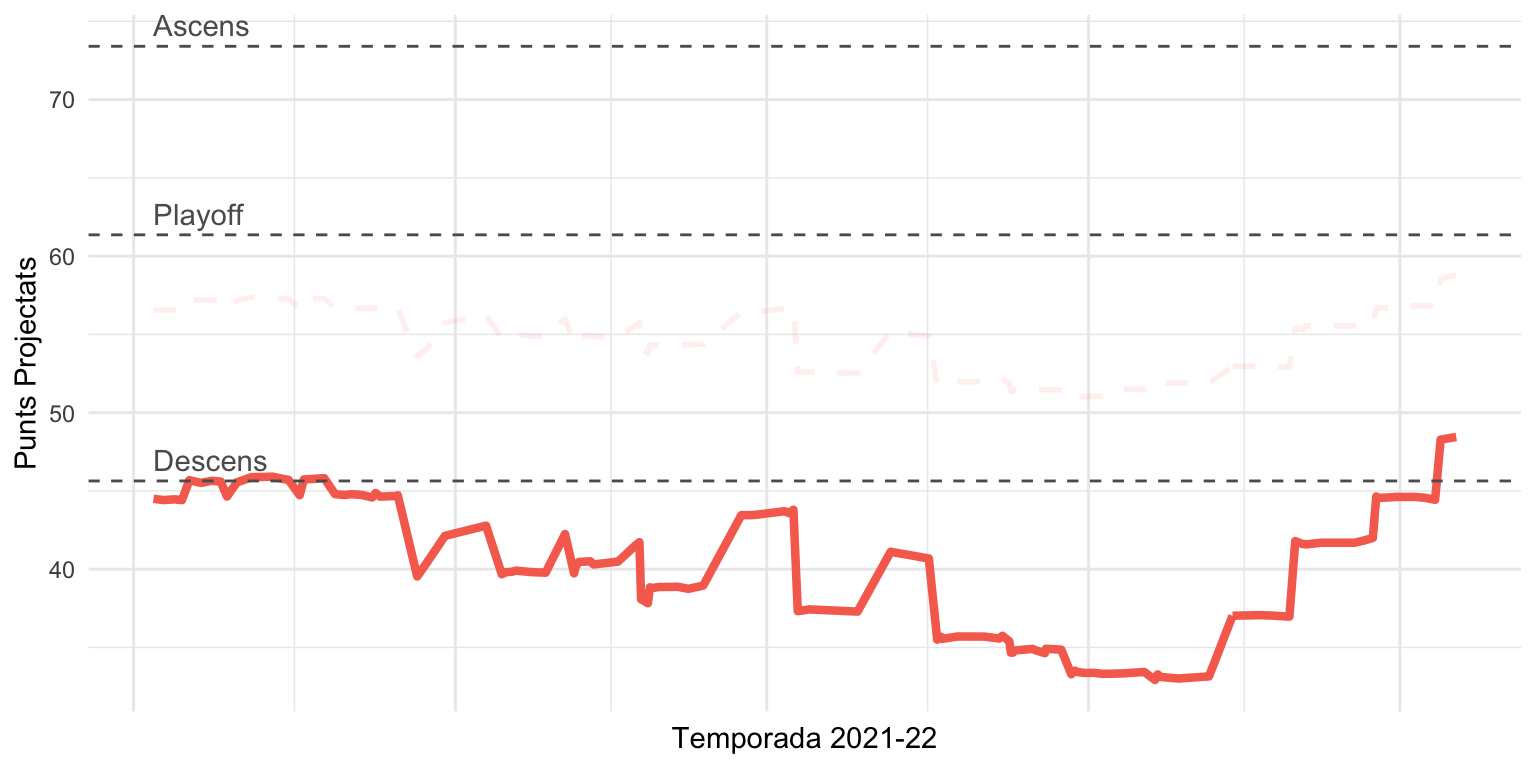 Ascens
70
Playoff
60
Punts Projectats
50
Descens
40
Temporada 2021-22